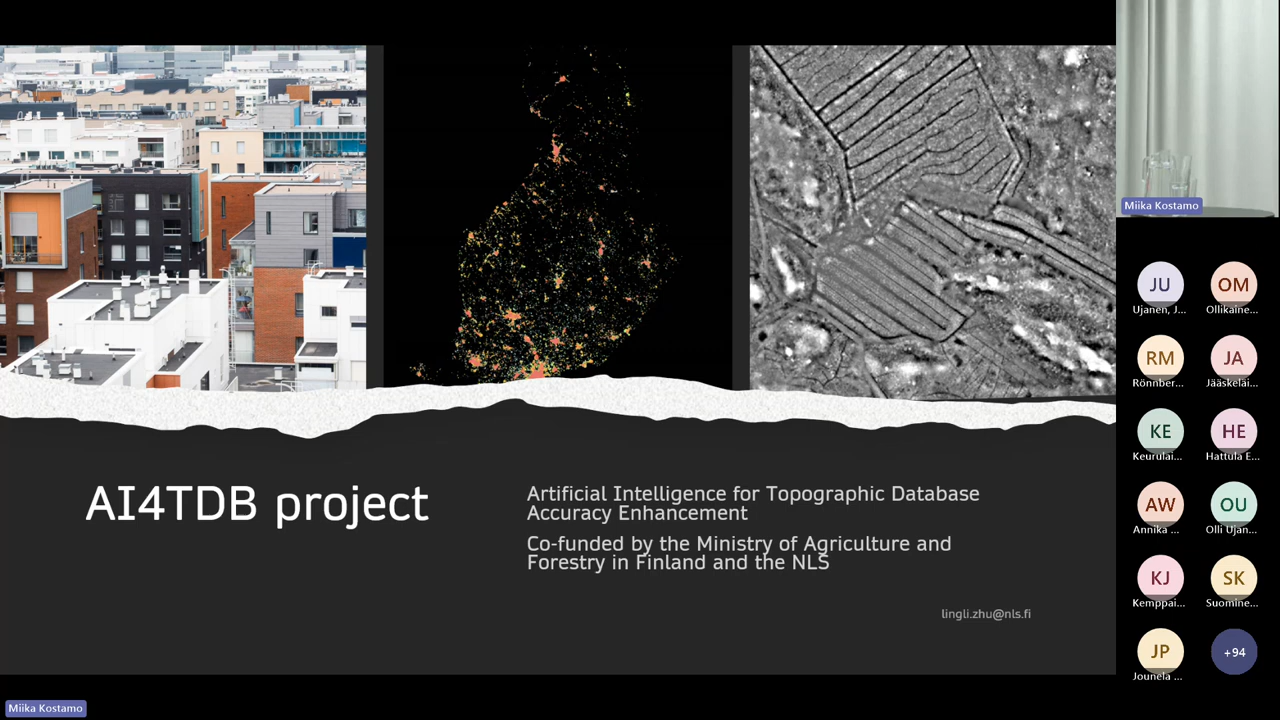 AI4TDB project
Artificial Intelligence for Topographic Database
Accuracy Enhancement
Co-funded by the Ministry of Agriculture and
Forestry in Finland and the NLS
lingli.zhu@nls.fi
Miika Kostamo
Miika Kostamo
JU
Ujanen, J...
OM
Ollikaine...
RM
Rönnber...
JA
Jääskeläi...
KE
Keurulai...
HE
Hattula E...
AW
Annika ...
OU
Olli Ujan...
KJ
Kemppai...
SK
Suomine...
JP
Jounela ...
+94